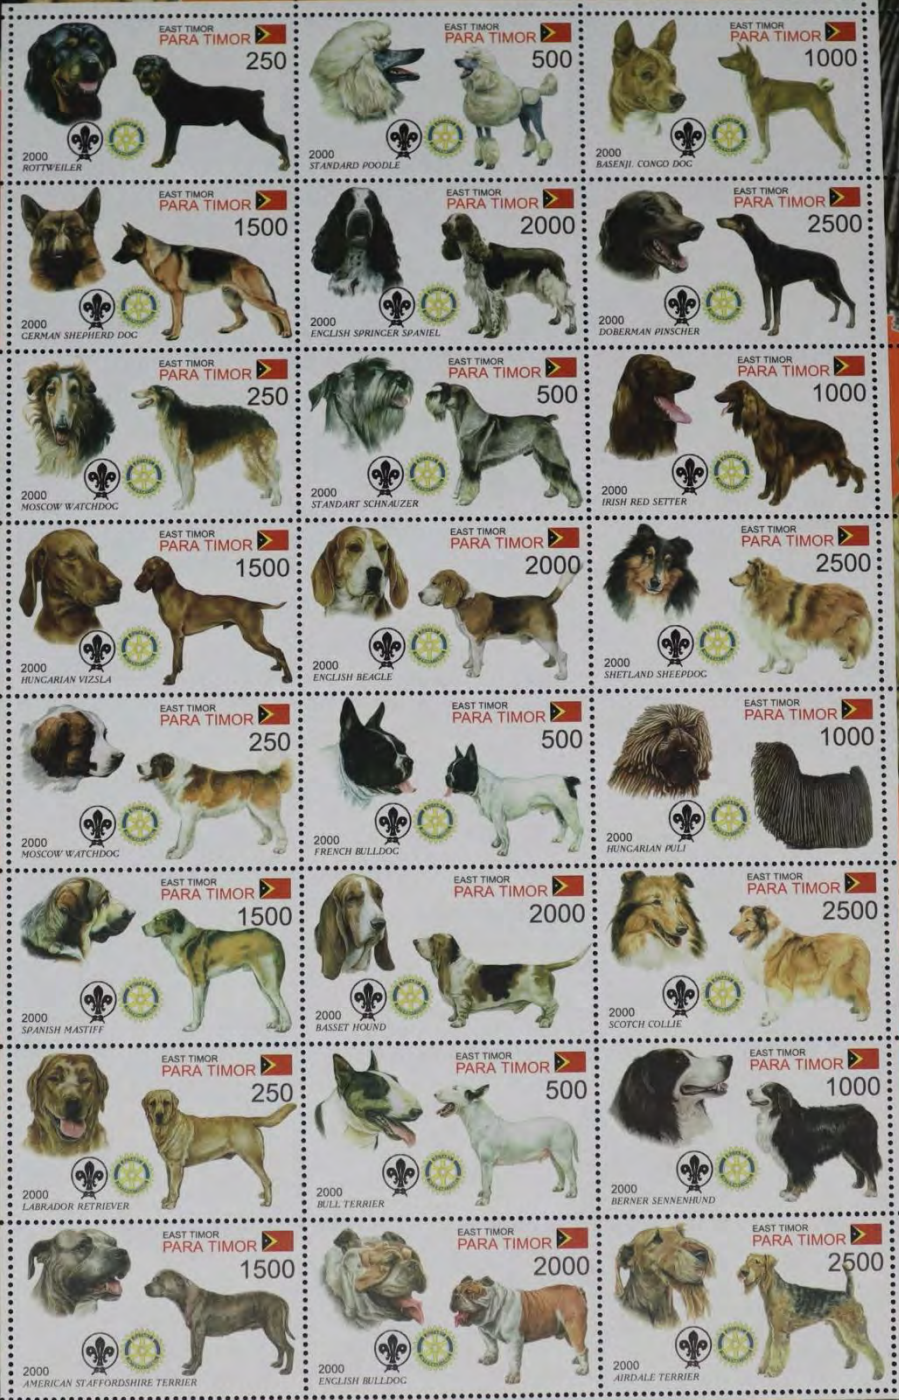 EAST TIMOR
PARA TIMOR
250
2000
ROTTWEILER
EAST TIMOR
PARA TIMOR
500
2000
STANDARD POODLE
EAST TIMOR
PARA TIMOR
1000
2000
BASENJI. CONGO DOG
EAST TIMOR
PARA TIMOR
1500
2000
GERMAN SHEPHERD DOG
EAST TIMOR
PARA TIMOR
2000
2000
ENGLISH SPRINGER SPANIEL
EAST TIMOR
PARA TIMOR
2500
2000
DOBERMAN PINSCHER
EAST TIMOR
PARA TIMOR
250
2000
MOSCOW WATCHDOG
EAST TIMOR
PARA TIMOR
500
2000
STANDART SCHNAUZER
EAST TIMOR
PARA TIMOR
1000
2000
IRISH RED SETTER
EAST TIMOR
PARA TIMOR
1500
2000
HUNGARIAN VIZSLA
EAST TIMOR
PARA TIMOR
2000
2000
ENGLISH BEAGLE
EAST TIMOR
PARA TIMOR
2500
2000
SHETLAND SHEEPDOG
EAST TIMOR
PARA TIMOR
250
2000
MOSCOW WATCHDOG
EAST TIMOR
PARA TIMOR
500
2000
FRENCH BULLDOG
EAST TIMOR
PARA TIMOR
1000
2000
HUNGARIAN PULI
EAST TIMOR
PARA TIMOR
1500
2000
SPANISH MASTIFF
EAST TIMOR
PARA TIMOR
2000
2000
BASSET HOUND
EAST TIMOR
PARA TIMOR
2500
2000
SCOTCH COLLIE
EAST TIMOR
PARA TIMOR
250
2000
LABRADOR RETRIEVER
EAST TIMOR
PARA TIMOR
500
2000
BULL TERRIER
EAST TIMOR
PARA TIMOR
1000
2000
BERNER SENNENHUND
EAST TIMOR
PARA TIMOR
1500
2000
AMERICAN STAFFORDSHIRE TERRIER
EAST TIMOR
PARA TIMOR
2000
2000
ENGLISH BULLDOG
EAST TIMOR
PARA TIMOR
2500
2000
AIRDALE TERRIER